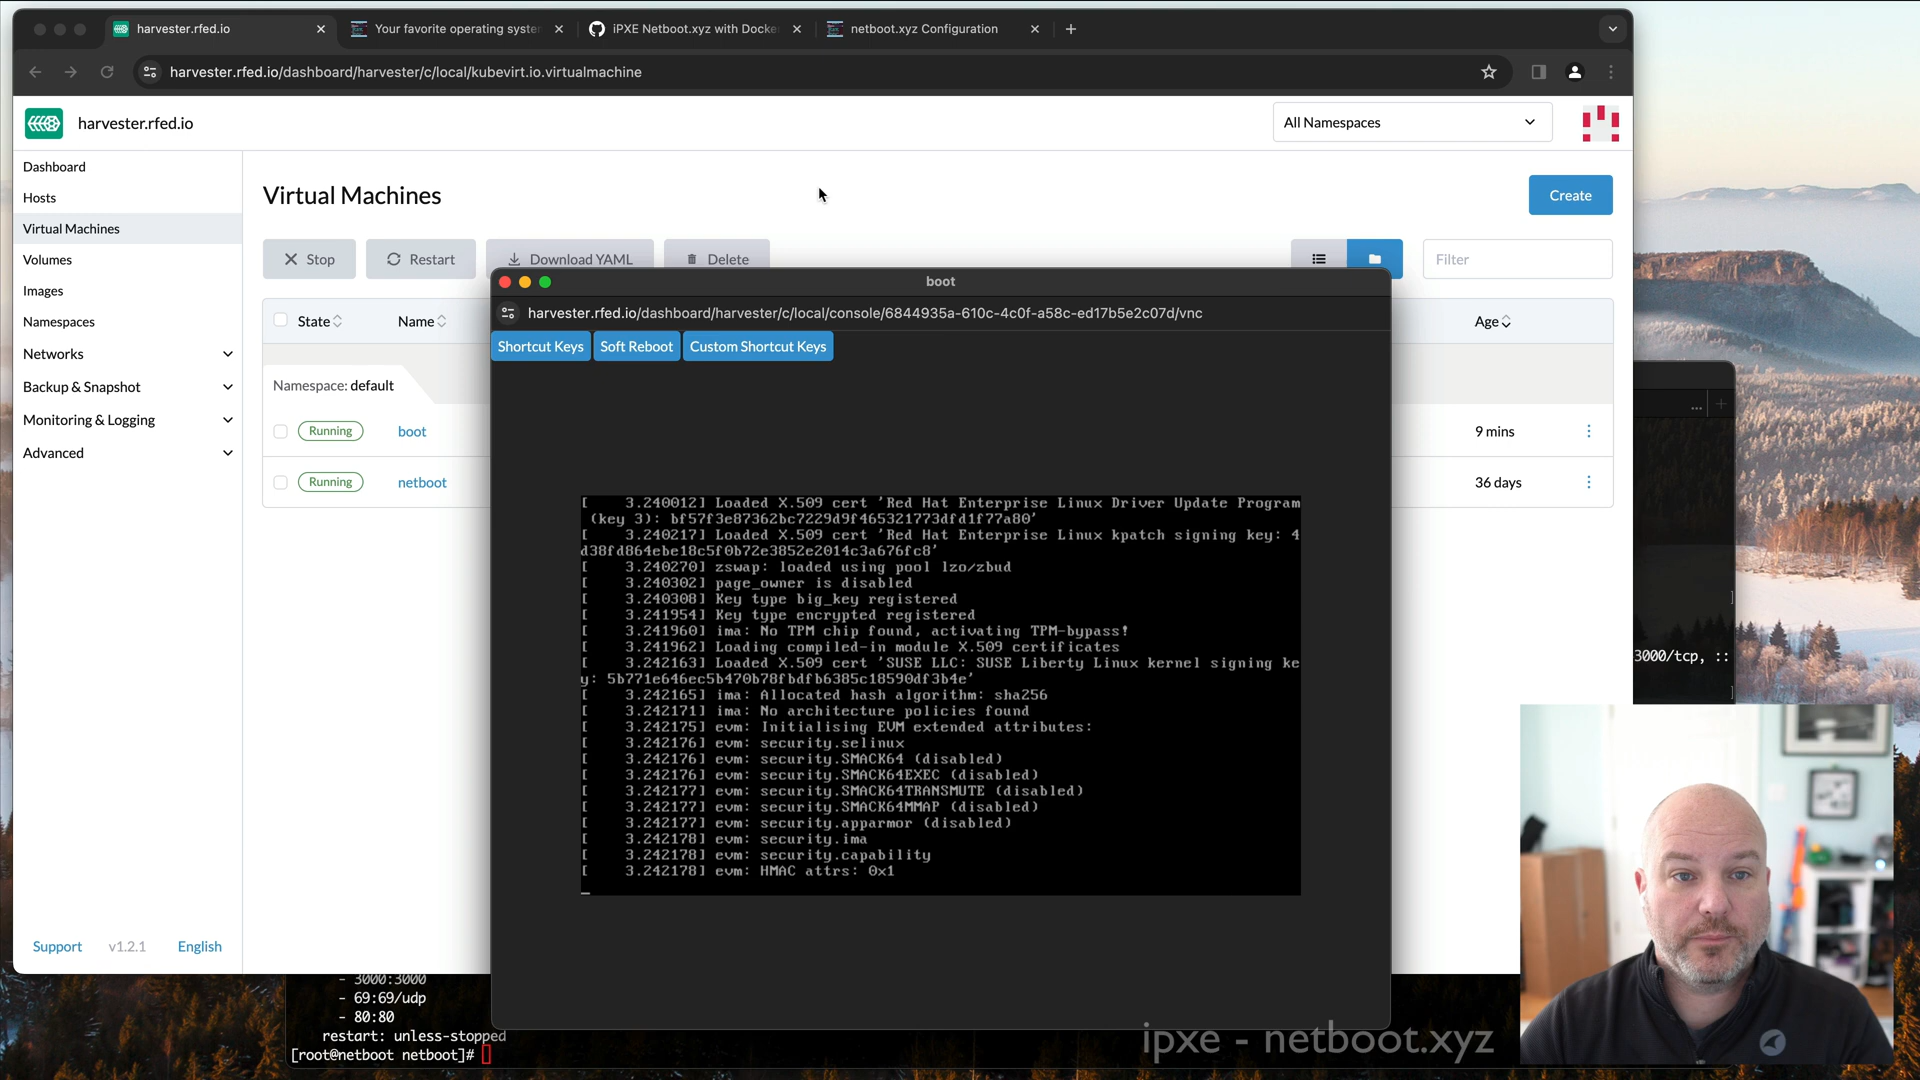 harvester.rfed.io
Your favorite operating system
iPXE Netboot.xyz with Docke
netboot.xyz Configuration
harvester.rfed.io/dashboard/harvester/c/local/kubevirt.io.virtualmachine
harvester.rfed.io
All Namespaces
Dashboard
Hosts
Virtual Machines
Volumes
Images
Namespaces
Networks
Backup & Snapshot
Monitoring & Logging
Advanced
Support v1.2.1 English
Virtual Machines
Create
Stop Restart Download YAML Delete
Filter
State Name Age
Namespace: default
Running boot 9 mins
Running netboot 36 days
boot
harvester.rfed.io/dashboard/harvester/c/local/console/6844935a-610c-4c0f-a58c-ed17b5e2c07d/vnc
Shortcut Keys Soft Reboot Custom Shortcut Keys
[ 3.240012] Loaded X.509 cert 'Red Hat Enterprise Linux Driver Update Program
(key 3): bf57f3e87362bc7229d9f465321773dfd1f77a80'
[ 3.240217] Loaded X.509 cert 'Red Hat Enterprise Linux kpatch signing key: 4
d38fd864ebe18c5f0b72e3852e2014c3a676fc8'
[ 3.240270] zswap: loaded using pool lzo/zbud
[ 3.240302] page_owner is disabled
[ 3.240308] Key type big_key registered
[ 3.241954] Key type encrypted registered
[ 3.241960] ima: No TPM chip found, activating TPM-bypass!
[ 3.241962] Loading compiled-in module X.509 certificates
[ 3.242163] Loaded X.509 cert 'SUSE LLC: SUSE Liberty Linux kernel signing ke
y: 5b771e646ec5b470b78fbdfb6385c18590df3b4e'
[ 3.242165] ima: Allocated hash algorithm: sha256
[ 3.242171] ima: No architecture policies found
[ 3.242175] evm: Initialising EVM extended attributes:
[ 3.242176] evm: security.selinux
[ 3.242176] evm: security.SMACK64 (disabled)
[ 3.242176] evm: security.SMACK64EXEC (disabled)
[ 3.242177] evm: security.SMACK64TRANSMUTE (disabled)
[ 3.242177] evm: security.SMACK64MMAP (disabled)
[ 3.242177] evm: security.apparmor (disabled)
[ 3.242178] evm: security.ima
[ 3.242178] evm: security.capability
[ 3.242178] evm: HMAC attrs: 0x1
3000/tcp, ::
- 3000:3000
- 69:69/udp
- 80:80
restart: unless-stopped
[root@netboot netboot]#
ipxe - netboot.xyz